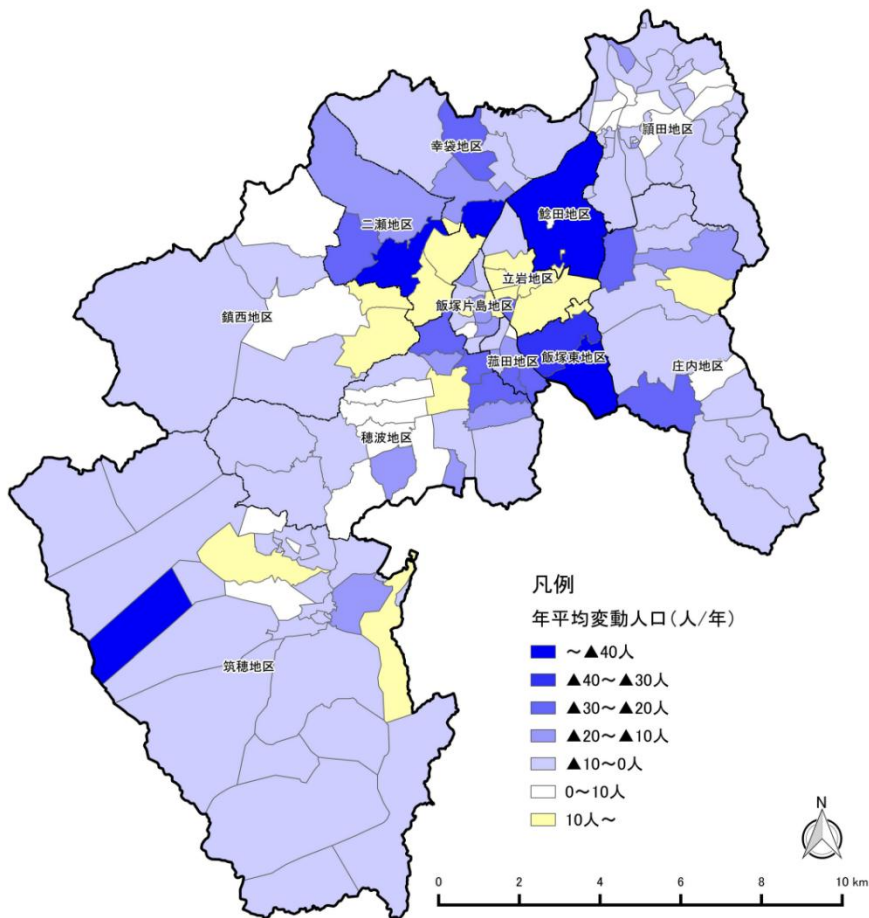 頴田地区
幸袋地区
鯰田地区
二瀬地区
立岩地区
飯塚片島地区
鎮西地区
菰田地区
飯塚東地区
庄内地区
穂波地区
筑穂地区
凡例
年平均変動人口(人/年)
～▲40人
▲40～▲30人
▲30～▲20人
▲20～▲10人
▲10～0人
0～10人
10人～
N
0 2 4 6 8 10 km